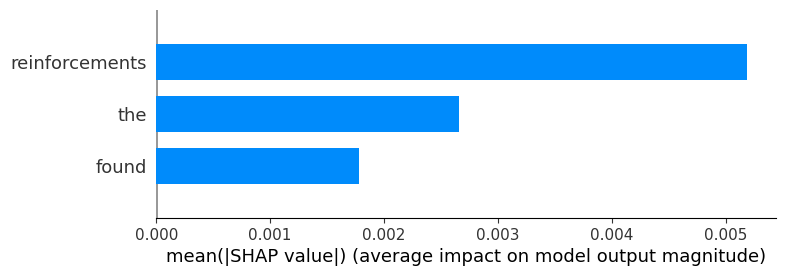 reinforcements
the
found
0.000 0.001 0.002 0.003 0.004 0.005
mean(|SHAP value|) (average impact on model output magnitude)